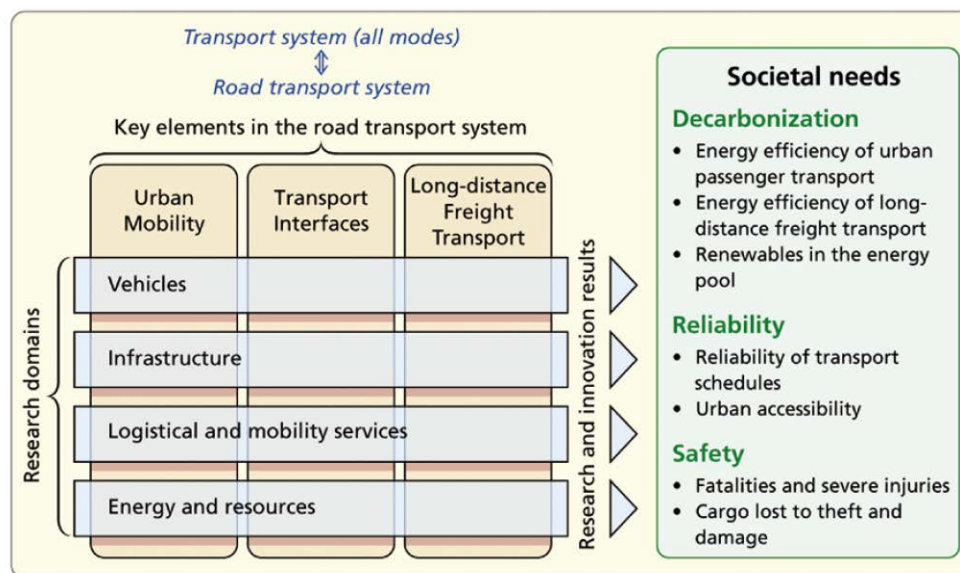 Transport system (all modes)
Road transport system
Key elements in the road transport system
Urban
Mobility
Transport
Interfaces
Long-distance
Freight
Transport
Research domains
Vehicles
Infrastructure
Logistical and mobility services
Energy and resources
Research and innovation results
Societal needs
Decarbonization
• Energy efficiency of urban
passenger transport
• Energy efficiency of long-
distance freight transport
• Renewables in the energy
pool
Reliability
• Reliability of transport
schedules
• Urban accessibility
Safety
• Fatalities and severe injuries
• Cargo lost to theft and
damage